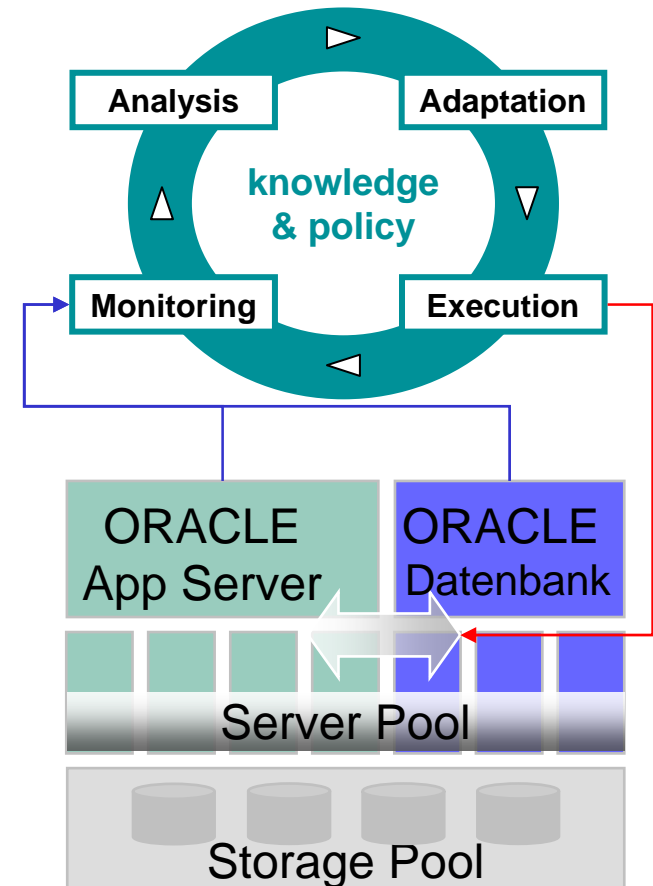 Analysis
Adaptation
knowledge
& policy
Monitoring
Execution
ORACLE
App Server
ORACLE
Datenbank
Server Pool
Storage Pool